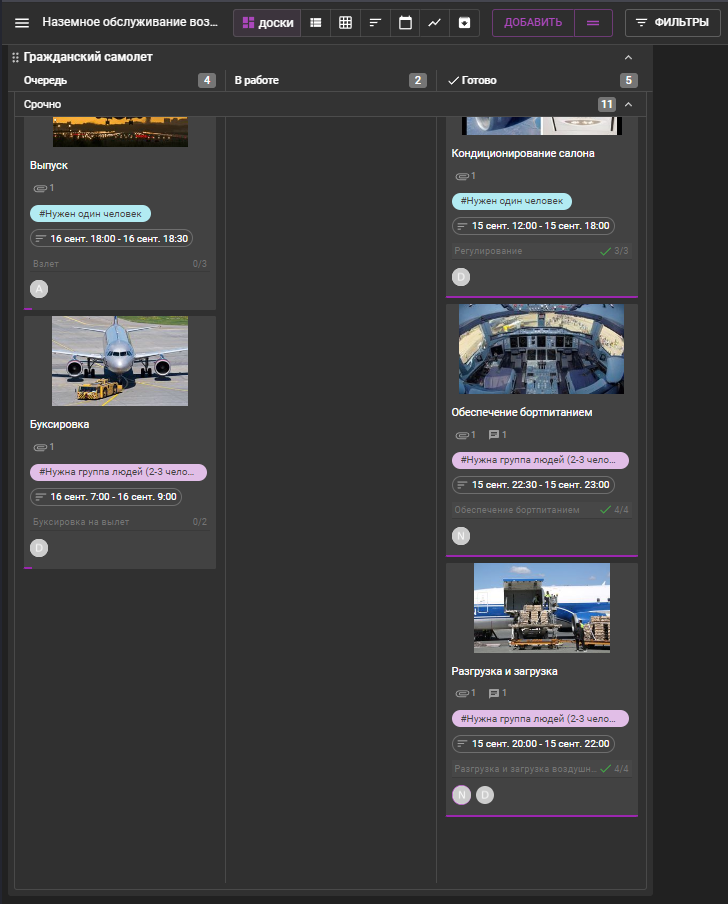 Наземное обслуживание воз...
ДОСКИ
ДОБАВИТЬ
ФИЛЬТРЫ
Гражданский самолет
Очередь 4
В работе 2
Готово 5
Срочно 11
Выпуск
1
#Нужен один человек
16 сент. 18:00 - 16 сент. 18:30
Взлет 0/3
A
Буксировка
1
#Нужна группа людей (2-3 чело...
16 сент. 7:00 - 16 сент. 9:00
Буксировка на вылет 0/2
D
Кондиционирование салона
1
#Нужен один человек
15 сент. 12:00 - 15 сент. 18:00
Регулирование 3/3
D
Обеспечение бортпитанием
1 1
#Нужна группа людей (2-3 чело...
15 сент. 22:30 - 15 сент. 23:00
Обеспечение бортпитанием 4/4
N
Разгрузка и загрузка
1 1
#Нужна группа людей (2-3 чело...
15 сент. 20:00 - 15 сент. 22:00
Разгрузка и загрузка воздушн... 4/4
N D